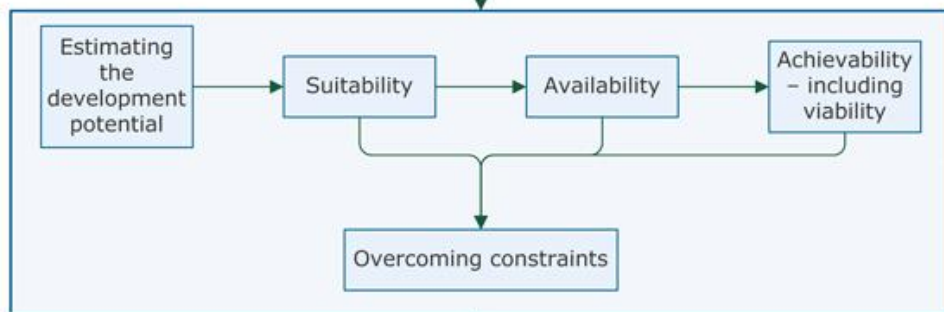 Estimating
the
development
potential
Suitability
Availability
Achievability
– including
viability
Overcoming constraints